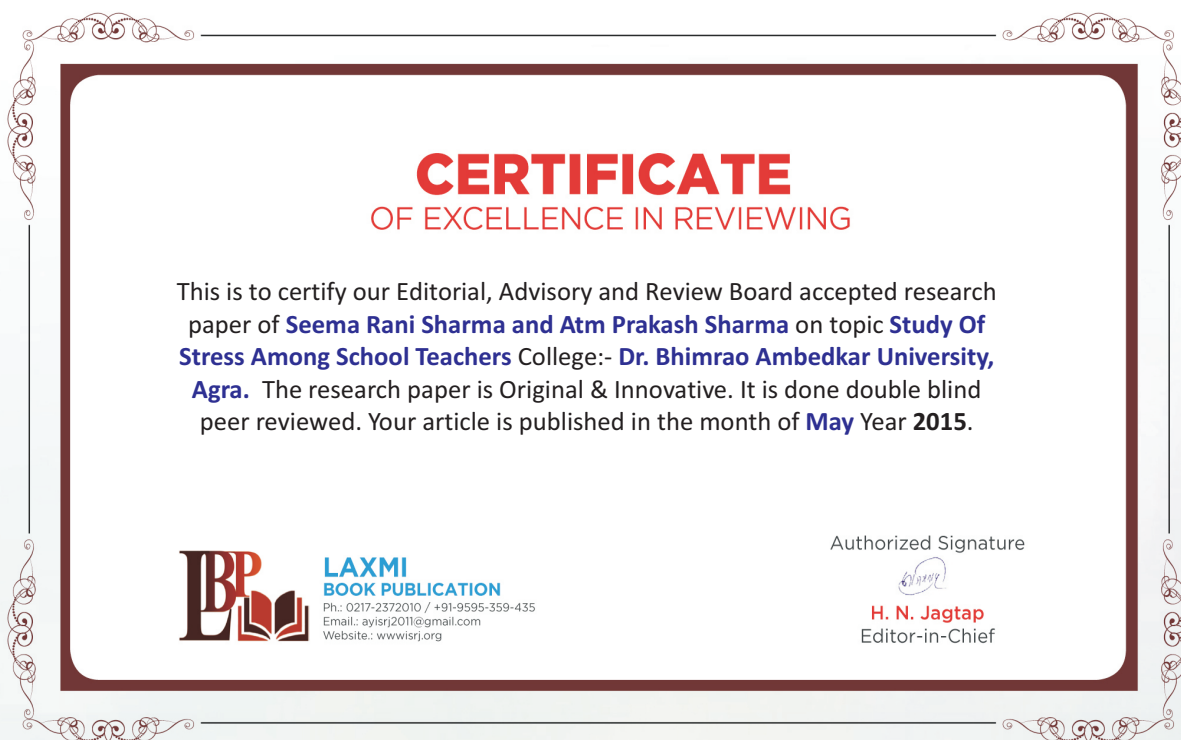 CERTIFICATE
OF EXCELLENCE IN REVIEWING
This is to certify our Editorial, Advisory and Review Board accepted research
paper of Seema Rani Sharma and Atm Prakash Sharma on topic Study Of
Stress Among School Teachers College:- Dr. Bhimrao Ambedkar University,
Agra. The research paper is Original & Innovative. It is done double blind
peer reviewed. Your article is published in the month of May Year 2015.
LBP
LAXMI
BOOK PUBLICATION
Ph.: 0217-2372010 / +91-9595-359-435
Email.: ayisrj2011@gmail.com
Website.: wwwisrj.org
Authorized Signature
H. N. Jagtap
Editor-in-Chief